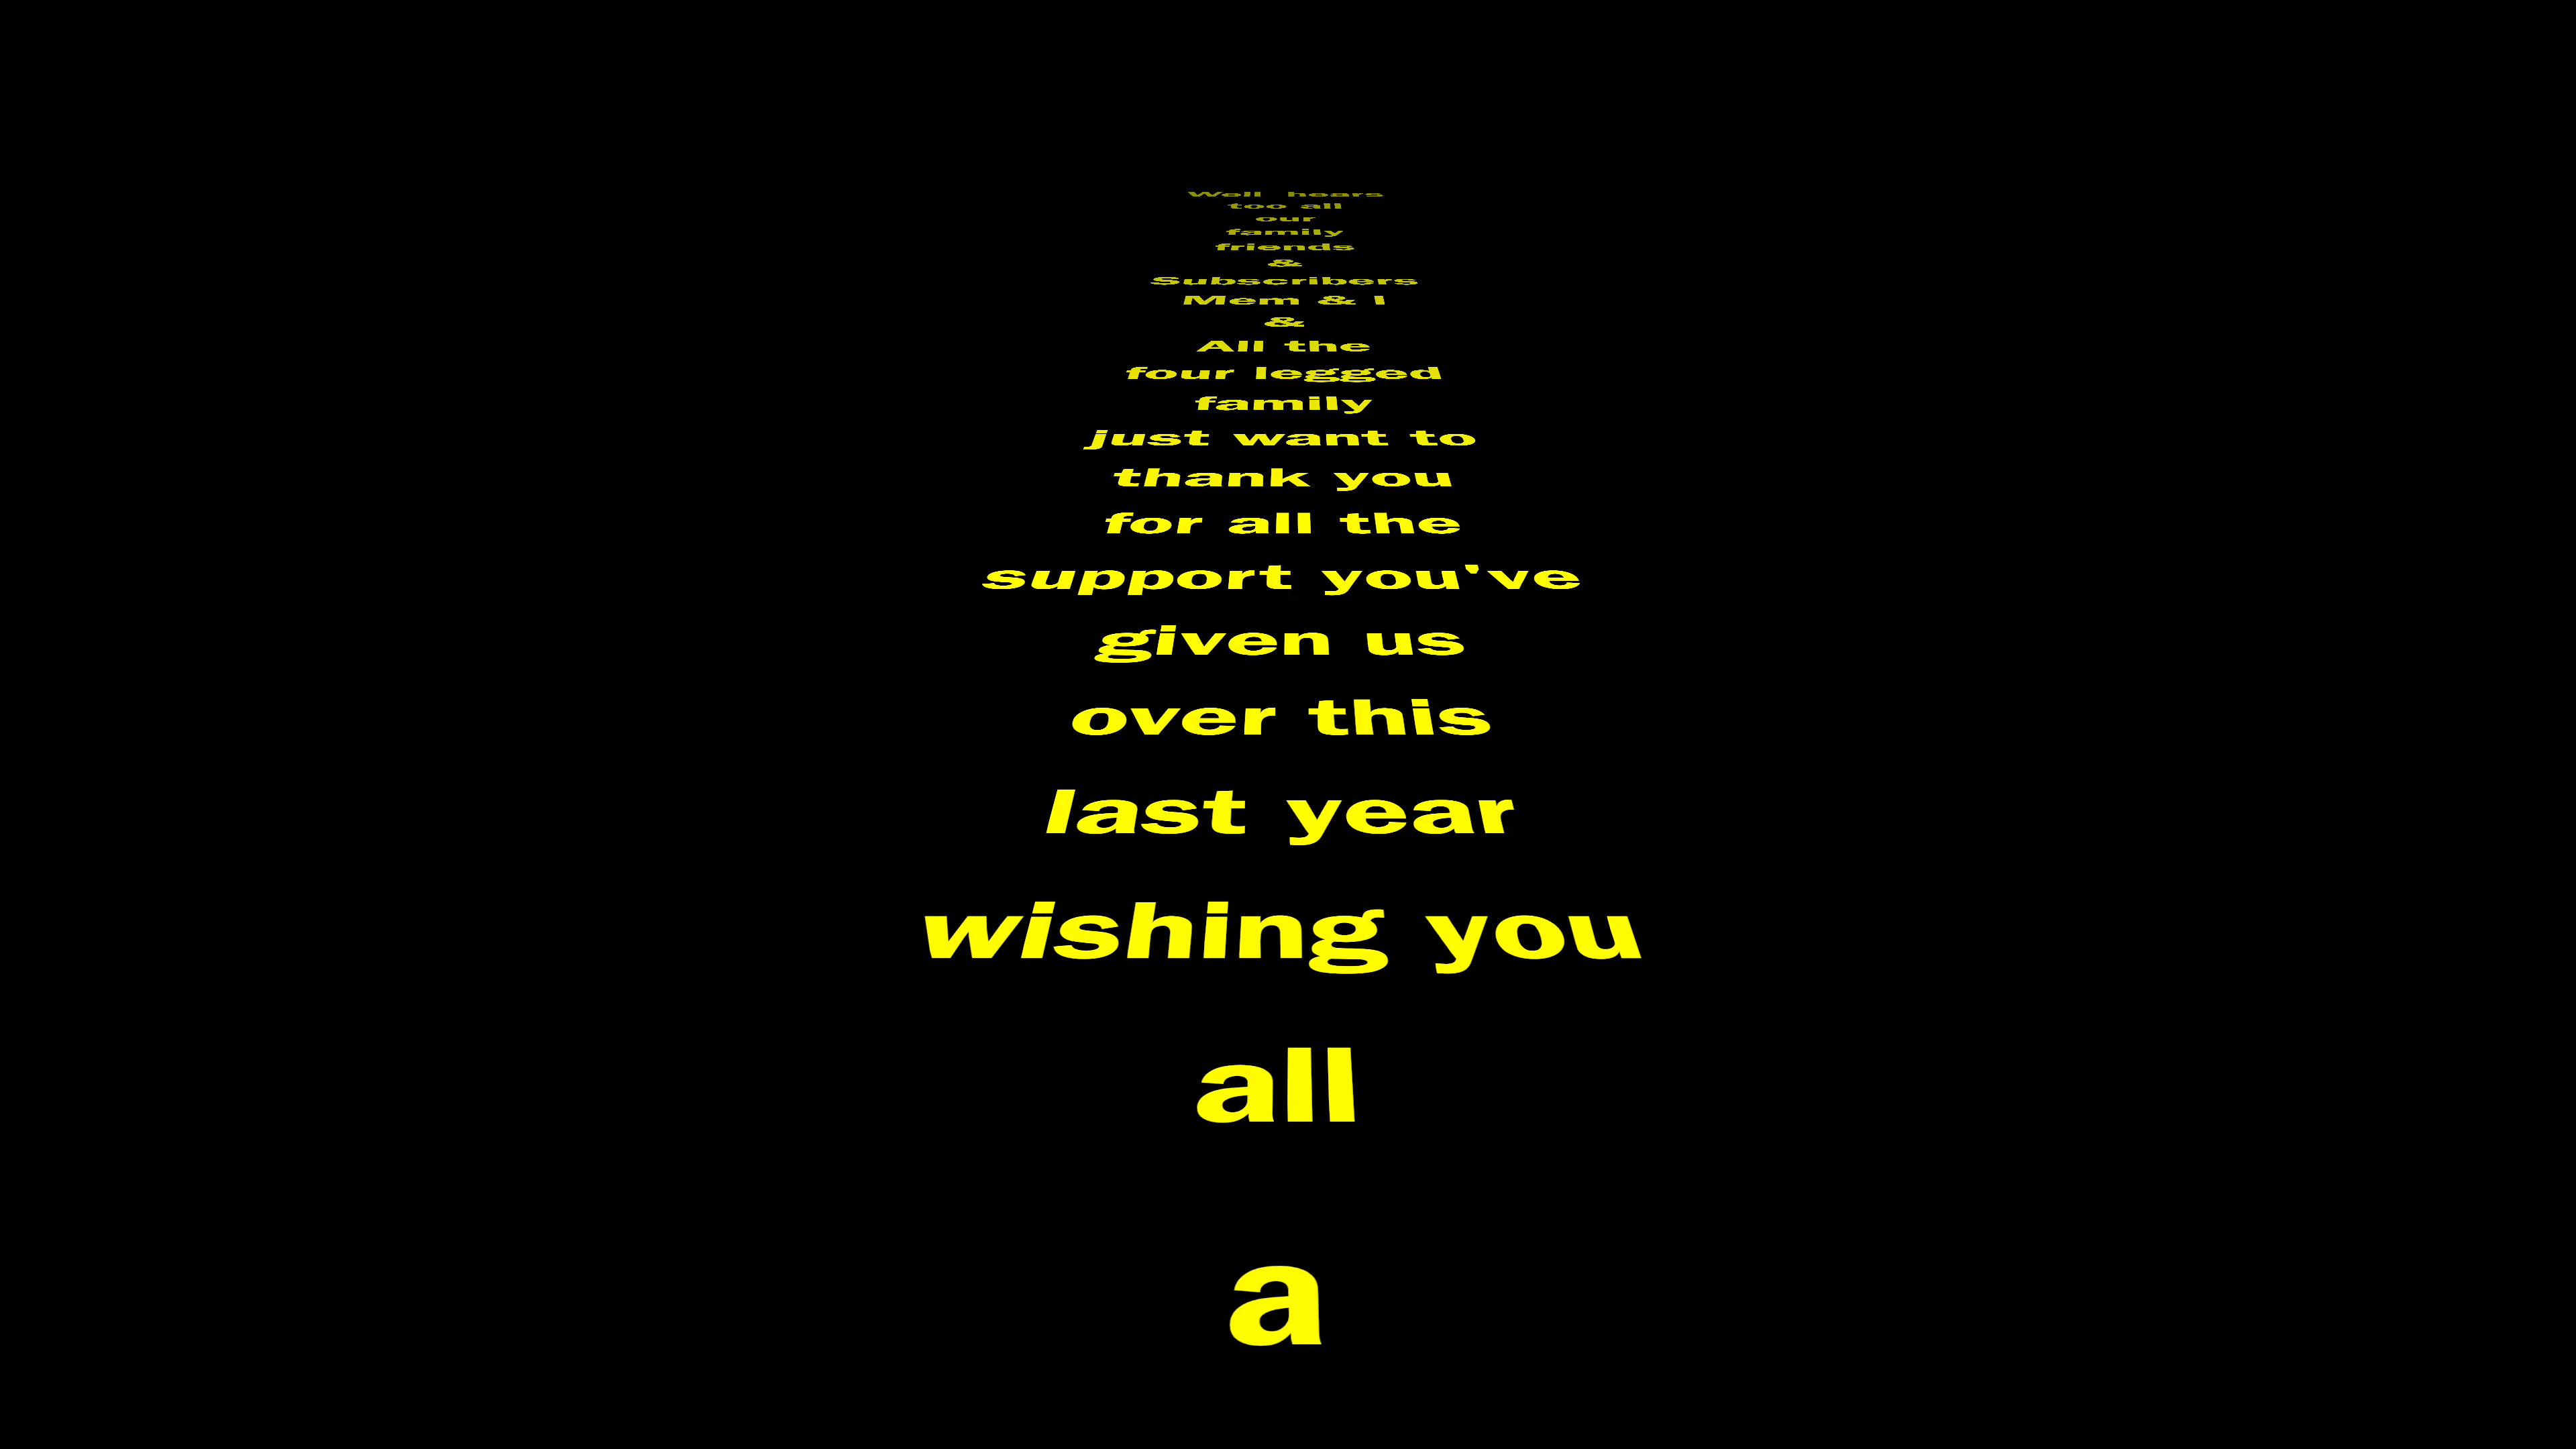 Well hears
too all
our
family
friends
&
Subscribers
Mem & I
&
All the
four legged
family
just want to
thank you
for all the
support you've
given us
over this
last year
wishing you
all
a